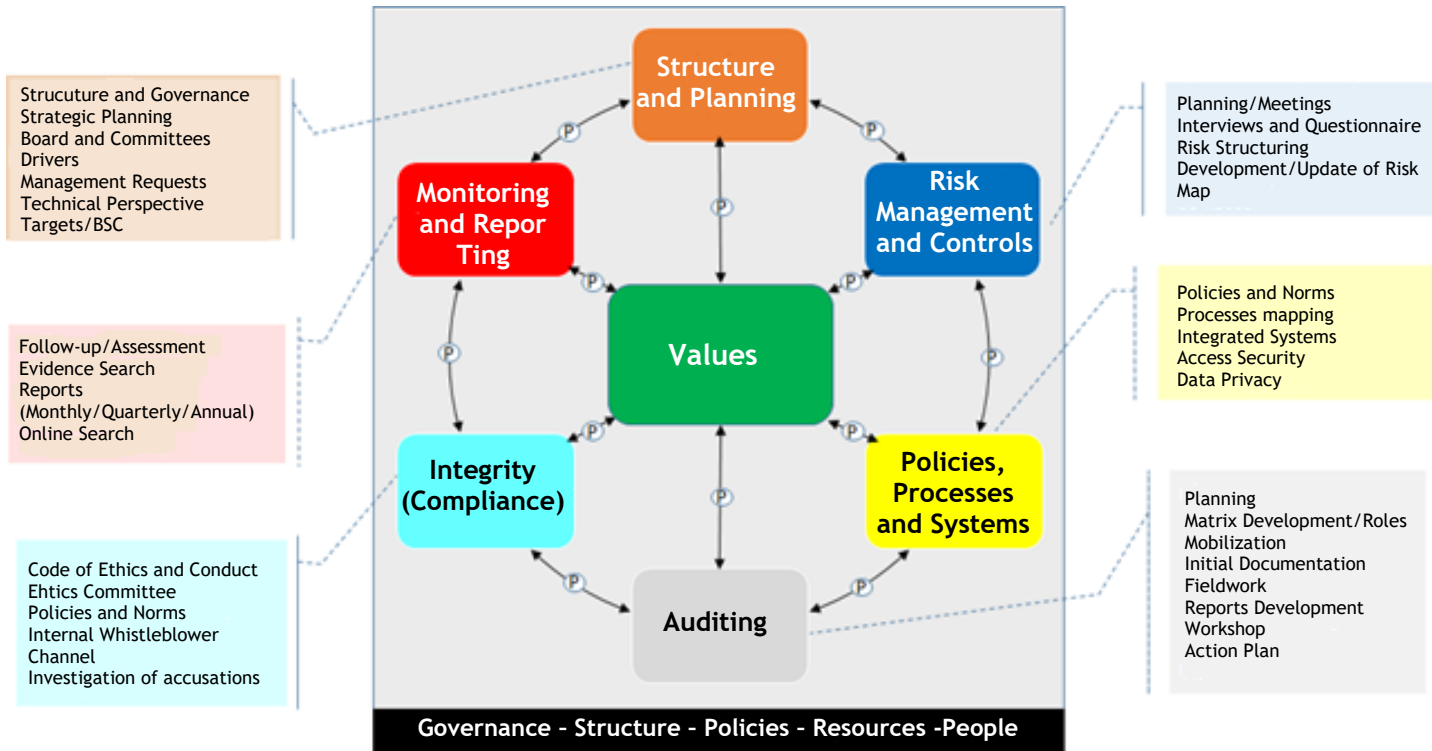 Structure
and Planning
Strucuture and Governance
Strategic Planning
Board and Committees
Drivers
Management Requests
Technical Perspective
Targets/BSC
Planning/Meetings
Interviews and Questionnaire
Risk Structuring
Development/Update of Risk
Map
P
P
Monitoring
and Repor
Ting
P
Risk
Management
and Controls
P
P
Follow-up/Assessment
Evidence Search
Reports
(Monthly/Quarterly/Annual)
Online Search
P
Values
P
Policies and Norms
Processes mapping
Integrated Systems
Access Security
Data Privacy
P
P
Integrity
(Compliance)
P
Policies,
Processes
and Systems
Code of Ethics and Conduct
Ehtics Committee
Policies and Norms
Internal Whistleblower
Channel
Investigation of accusations
P
P
Auditing
Planning
Matrix Development/Roles
Mobilization
Initial Documentation
Fieldwork
Reports Development
Workshop
Action Plan
Governance - Structure - Policies - Resources -People